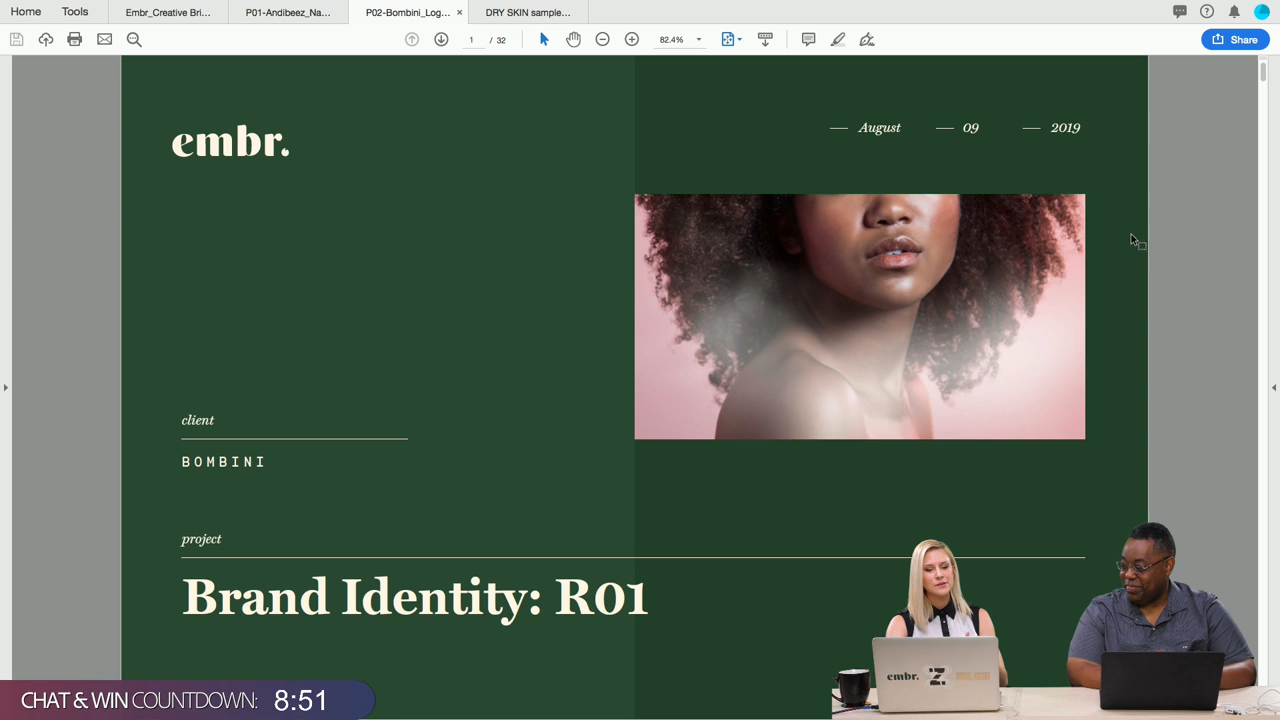 Home Tools Embr_Creative Bri... P01-Andibeez_Na... P02-Bombini_Log... × DRY SKIN sample...
1 / 32 82.4% Share
embr.
August 09 2019
client
BOMBINI
project
Brand Identity: R01
embr.
CHAT & WIN COUNTDOWN: 8:51